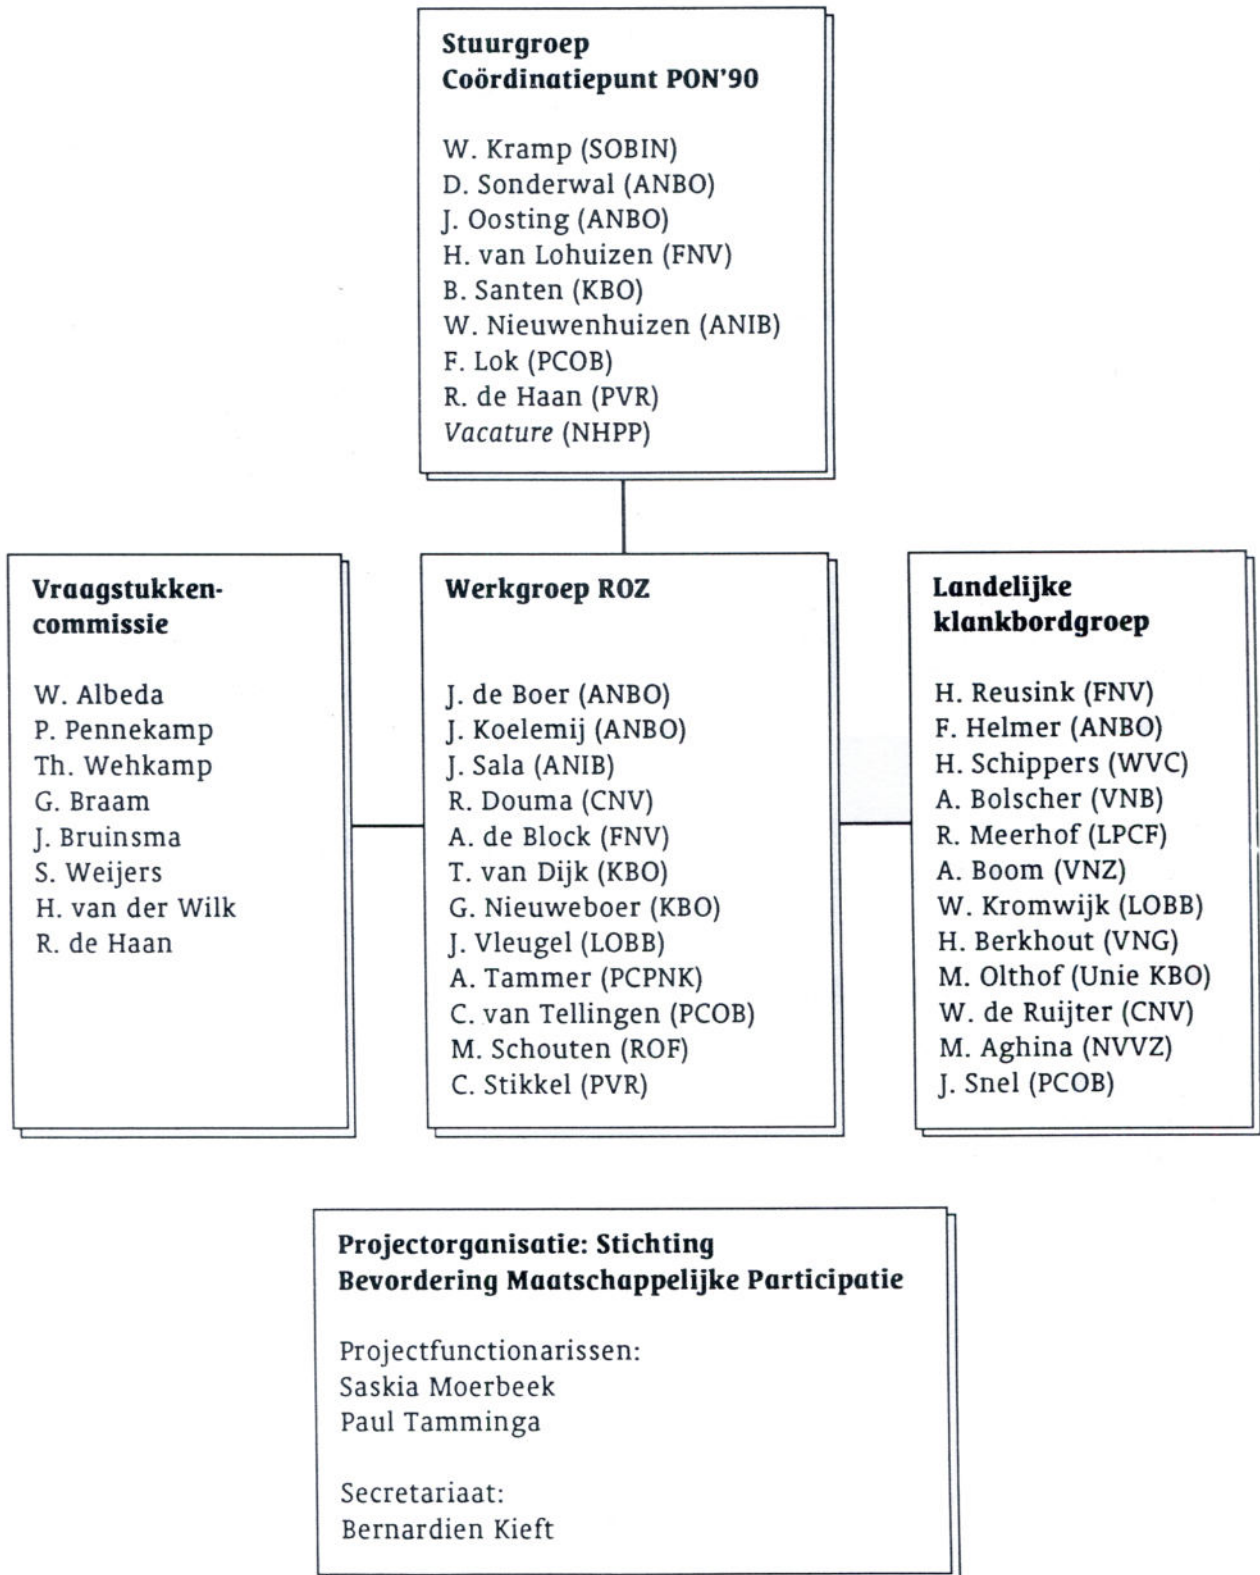 Stuurgroep
Coördinatiepunt PON'90
W. Kramp (SOBIN)
D. Sonderwal (ANBO)
J. Oosting (ANBO)
H. van Lohuizen (FNV)
B. Santen (KBO)
W. Nieuwenhuizen (ANIB)
F. Lok (PCOB)
R. de Haan (PVR)
Vacature (NHPP)
Vraagstukken-
commissie
W. Albeda
P. Pennekamp
Th. Wehkamp
G. Braam
J. Bruinsma
S. Weijers
H. van der Wilk
R. de Haan
Werkgroep ROZ
J. de Boer (ANBO)
J. Koelemij (ANBO)
J. Sala (ANIB)
R. Douma (CNV)
A. de Block (FNV)
T. van Dijk (KBO)
G. Nieuweboer (KBO)
J. Vleugel (LOBB)
A. Tammer (PCPNK)
C. van Tellingen (PCOB)
M. Schouten (ROF)
C. Stikkel (PVR)
Landelijke
klankbordgroep
H. Reusink (FNV)
F. Helmer (ANBO)
H. Schippers (WVC)
A. Bolscher (VNB)
R. Meerhof (LPCF)
A. Boom (VNZ)
W. Kromwijk (LOBB)
H. Berkhout (VNG)
M. Olthof (Unie KBO)
W. de Ruijter (CNV)
M. Aghina (NVVZ)
J. Snel (PCOB)
Projectorganisatie: Stichting
Bevordering Maatschappelijke Participatie
Projectfunctionarissen:
Saskia Moerbeek
Paul Tamminga
Secretariaat:
Bernardien Kieft